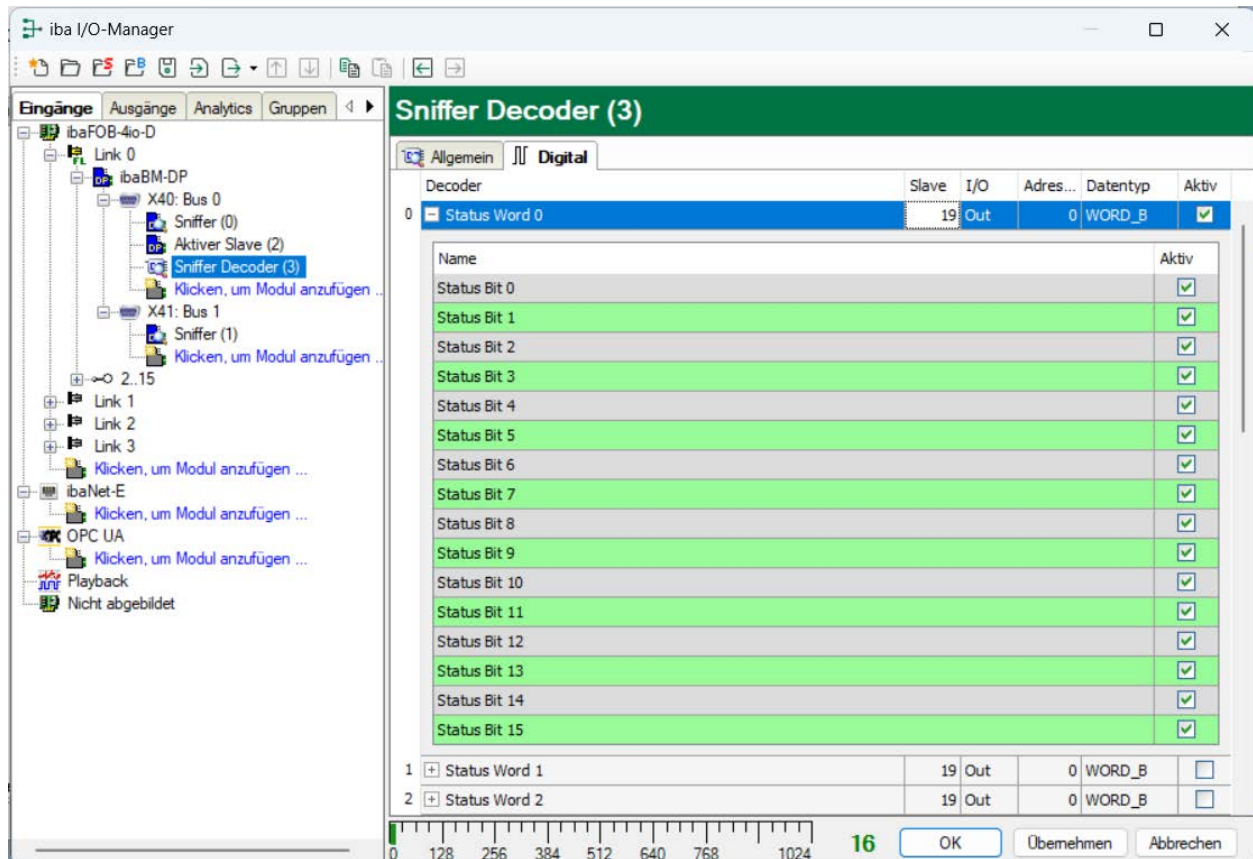 iba I/O-Manager
Eingänge Ausgänge Analytics Gruppen
ibaFOB-4io-D
Link 0
ibaBM-DP
X40: Bus 0
Sniffer (0)
Aktiver Slave (2)
Sniffer Decoder (3)
Klicken, um Modul anzufügen ..
X41: Bus 1
Sniffer (1)
Klicken, um Modul anzufügen ..
2..15
Link 1
Link 2
Link 3
Klicken, um Modul anzufügen ...
ibaNet-E
Klicken, um Modul anzufügen ...
OPC UA
Klicken, um Modul anzufügen ...
Playback
Nicht abgebildet
Sniffer Decoder (3)
Allgemein Digital
Decoder Slave I/O Adres... Datentyp Aktiv
0 Status Word 0 19 Out 0 WORD_B
Name Aktiv
Status Bit 0
Status Bit 1
Status Bit 2
Status Bit 3
Status Bit 4
Status Bit 5
Status Bit 6
Status Bit 7
Status Bit 8
Status Bit 9
Status Bit 10
Status Bit 11
Status Bit 12
Status Bit 13
Status Bit 14
Status Bit 15
1 Status Word 1 19 Out 0 WORD_B
2 Status Word 2 19 Out 0 WORD_B
0 128 256 384 512 640 768 1024 16 OK Übernehmen Abbrechen